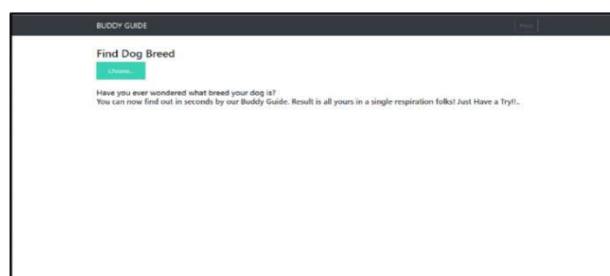 BUDDY GUIDE
Find Dog Breed
Choose...
Have you ever wondered what breed your dog is?
You can now find out in seconds by our Buddy Guide. Result is all yours in a single respiration folks! Just Have a Try!!..